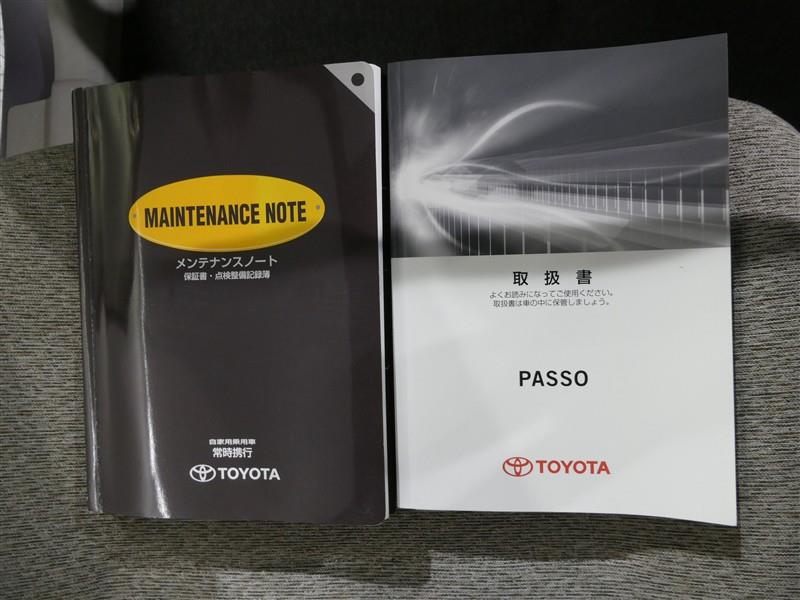 MAINTENANCE NOTE
メンテナンスノート
保証書・点検整備記録簿
自家用乗用車
常時携行
TOYOTA
取扱書
よくお読みになってご使用ください。
取扱書は車の中に保管しましょう。
PASSO
TOYOTA